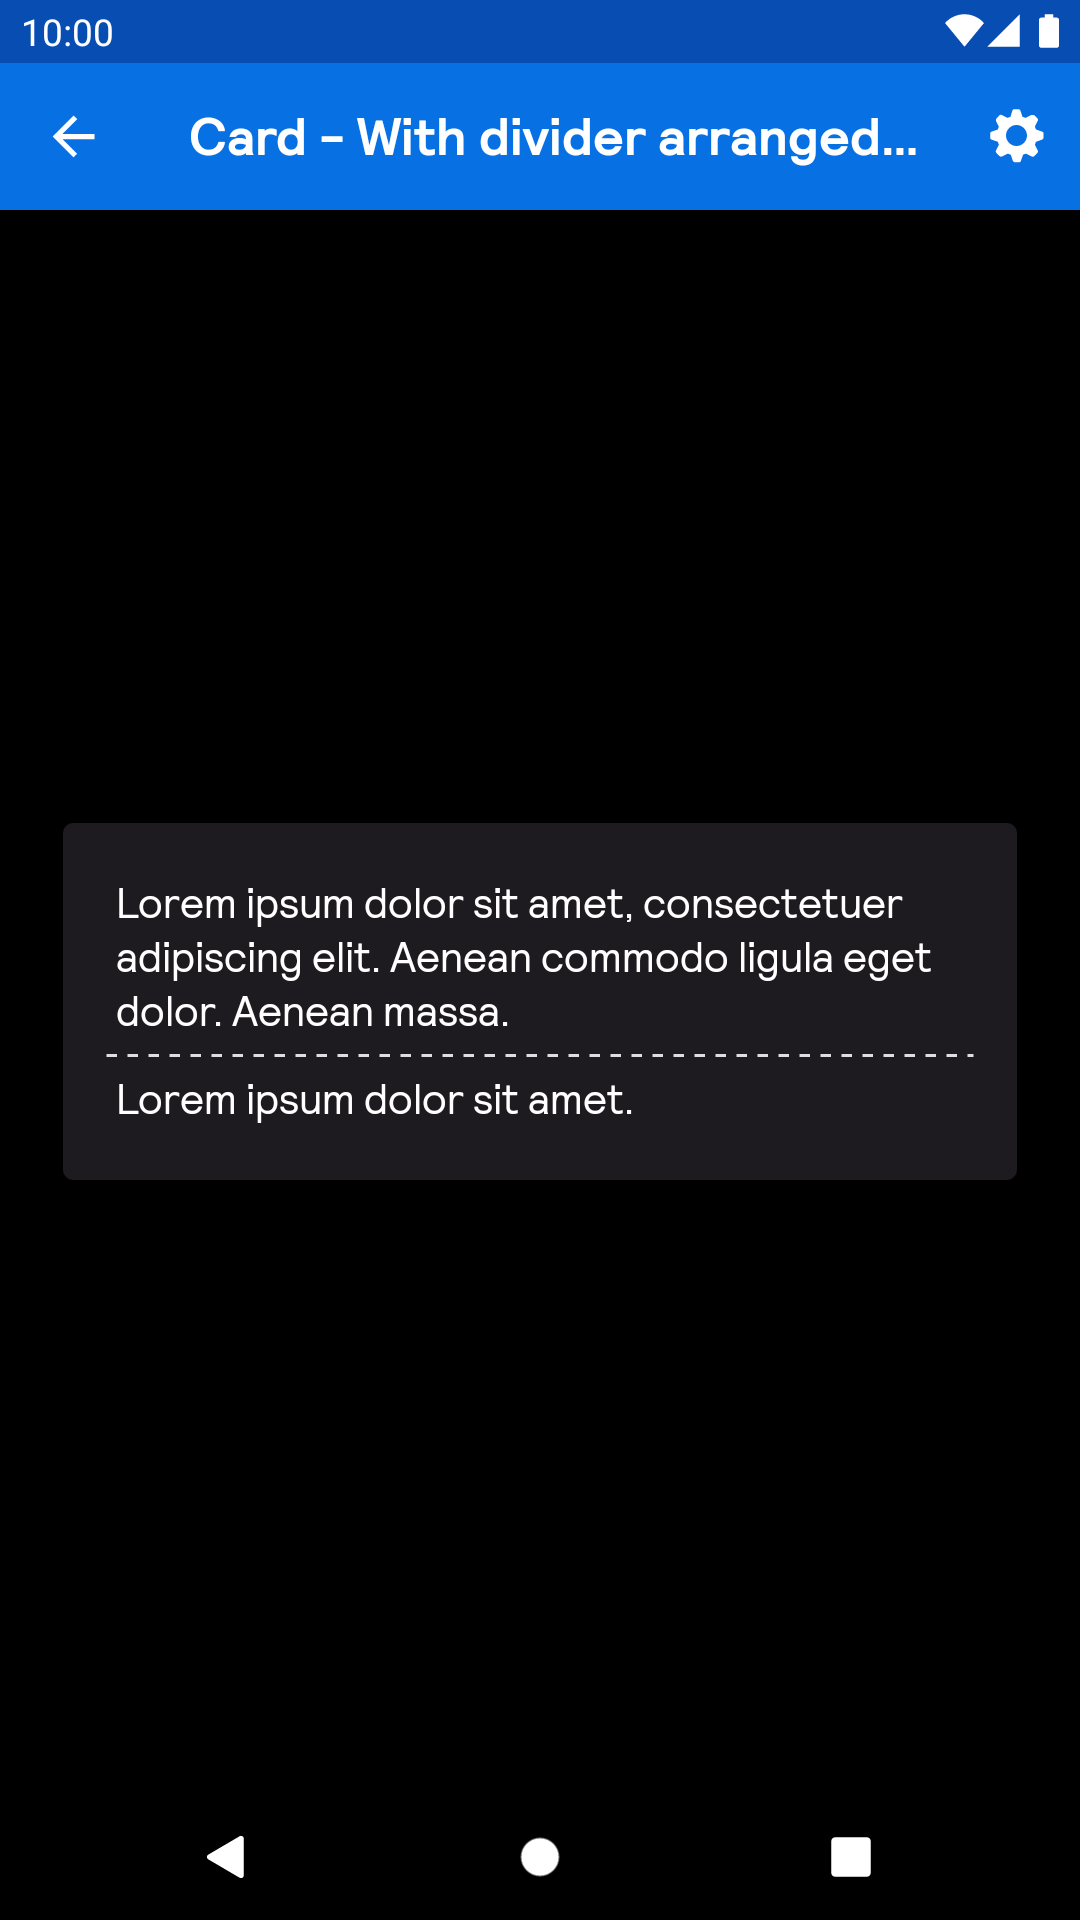 10:00
Card - With divider arranged...
Lorem ipsum dolor sit amet, consectetuer
adipiscing elit. Aenean commodo ligula eget
dolor. Aenean massa.
Lorem ipsum dolor sit amet.